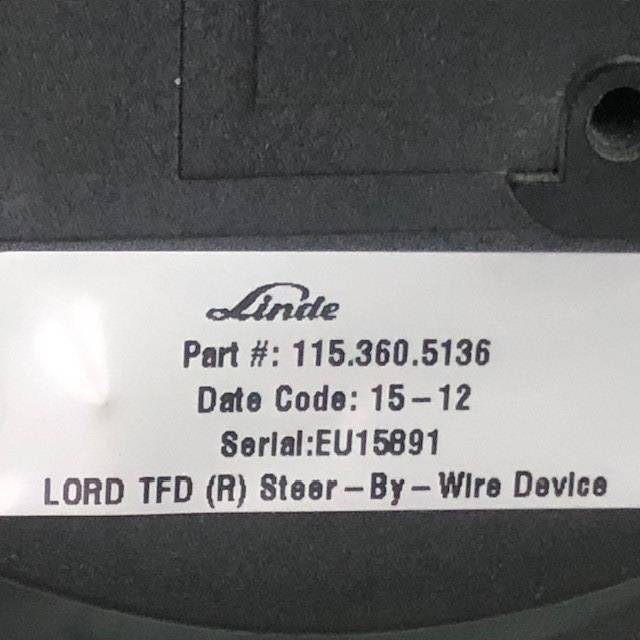 Linde
Part #: 115.360.5136
Date Code: 15-12
Serial:EU15891
LORD TFD (R) Steer-By-Wire Device